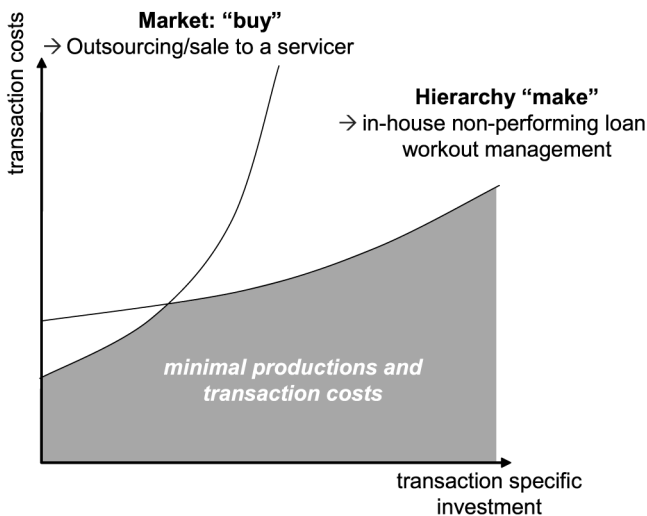 Market: “buy”
→ Outsourcing/sale to a servicer
transaction costs
Hierarchy “make”
→ in-house non-performing loan
workout management
minimal productions and
transaction costs
transaction specific
investment